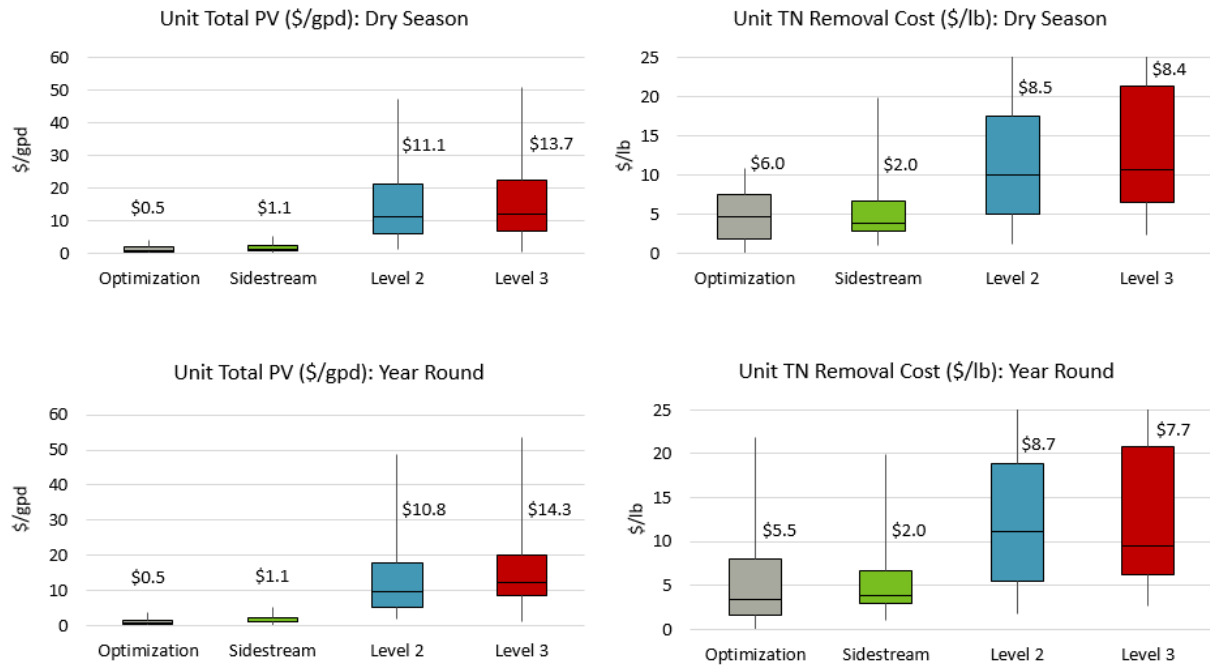 Unit Total PV ($/gpd): Dry Season
$/gpd
60
50
40
30
20
10
0
$0.5
$1.1
$11.1
$13.7
Optimization
Sidestream
Level 2
Level 3
Unit TN Removal Cost ($/lb): Dry Season
$/lb
25
20
15
10
5
0
$6.0
$2.0
$8.5
$8.4
Optimization
Sidestream
Level 2
Level 3
Unit Total PV ($/gpd): Year Round
$/gpd
60
50
40
30
20
10
0
$0.5
$1.1
$10.8
$14.3
Optimization
Sidestream
Level 2
Level 3
Unit TN Removal Cost ($/lb): Year Round
$/lb
25
20
15
10
5
0
$5.5
$2.0
$8.7
$7.7
Optimization
Sidestream
Level 2
Level 3